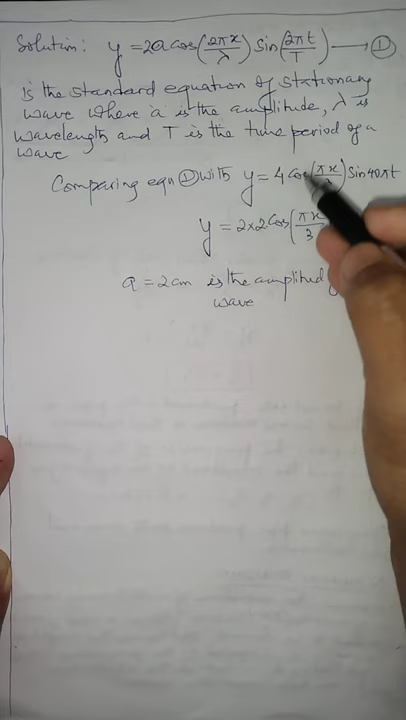 Solution: y = 2a cos(2πx/λ) sin(2πt/T) → ①
is the standard equation of stationary
wave where 'a' is the amplitude, λ is
wavelength and T is the time period of a
wave
Comparing eqn ① with y = 4 cos(πx/ ) sin 40πt
y = 2×2 cos(πx/3
a = 2cm is the amplitud
wave